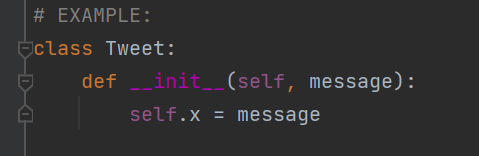 # EXAMPLE:
class Tweet:
    def __init__(self, message):
        self.x = message